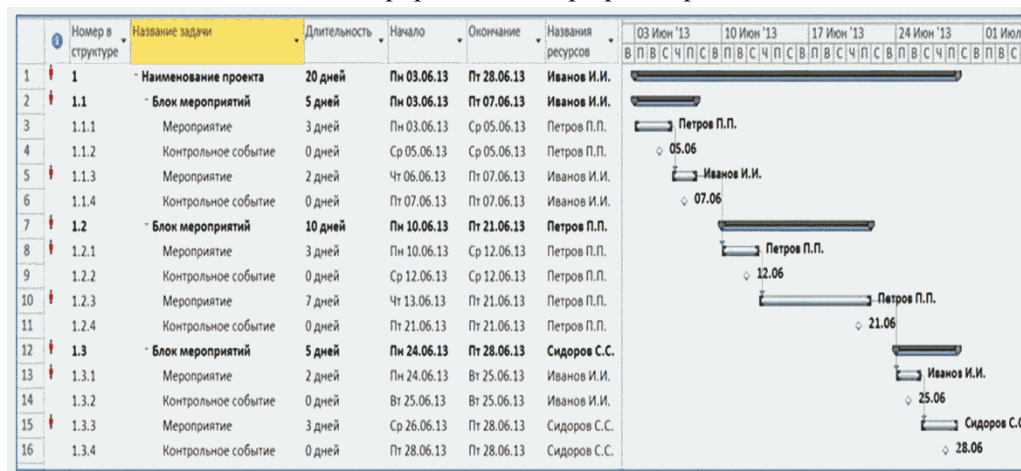 Номер в структуре Название задачи Длительность Начало Окончание Названия ресурсов 03 Июн '13 10 Июн '13 17 Июн '13 24 Июн '13 01 Июл
В П В С Ч П С В П В С Ч П С В П В С Ч П С В П В С Ч П С В П В С
1 1 - Наименование проекта 20 дней Пн 03.06.13 Пт 28.06.13 Иванов И.И.
2 1.1 - Блок мероприятий 5 дней Пн 03.06.13 Пт 07.06.13 Иванов И.И.
3 1.1.1 Мероприятие 3 дней Пн 03.06.13 Ср 05.06.13 Петров П.П. Петров П.П.
4 1.1.2 Контрольное событие 0 дней Ср 05.06.13 Ср 05.06.13 Петров П.П. 05.06
5 1.1.3 Мероприятие 2 дней Чт 06.06.13 Пт 07.06.13 Иванов И.И. Иванов И.И.
6 1.1.4 Контрольное событие 0 дней Пт 07.06.13 Пт 07.06.13 Иванов И.И. 07.06
7 1.2 - Блок мероприятий 10 дней Пн 10.06.13 Пт 21.06.13 Петров П.П.
8 1.2.1 Мероприятие 3 дней Пн 10.06.13 Ср 12.06.13 Петров П.П. Петров П.П.
9 1.2.2 Контрольное событие 0 дней Ср 12.06.13 Ср 12.06.13 Петров П.П. 12.06
10 1.2.3 Мероприятие 7 дней Чт 13.06.13 Пт 21.06.13 Петров П.П. Петров П.П.
11 1.2.4 Контрольное событие 0 дней Пт 21.06.13 Пт 21.06.13 Петров П.П. 21.06
12 1.3 - Блок мероприятий 5 дней Пн 24.06.13 Пт 28.06.13 Сидоров С.С.
13 1.3.1 Мероприятие 2 дней Пн 24.06.13 Вт 25.06.13 Иванов И.И. Иванов И.И.
14 1.3.2 Контрольное событие 0 дней Вт 25.06.13 Вт 25.06.13 Иванов И.И. 25.06
15 1.3.3 Мероприятие 3 дней Ср 26.06.13 Пт 28.06.13 Сидоров С.С. Сидоров С.С
16 1.3.4 Контрольное событие 0 дней Пт 28.06.13 Пт 28.06.13 Сидоров С.С. 28.06